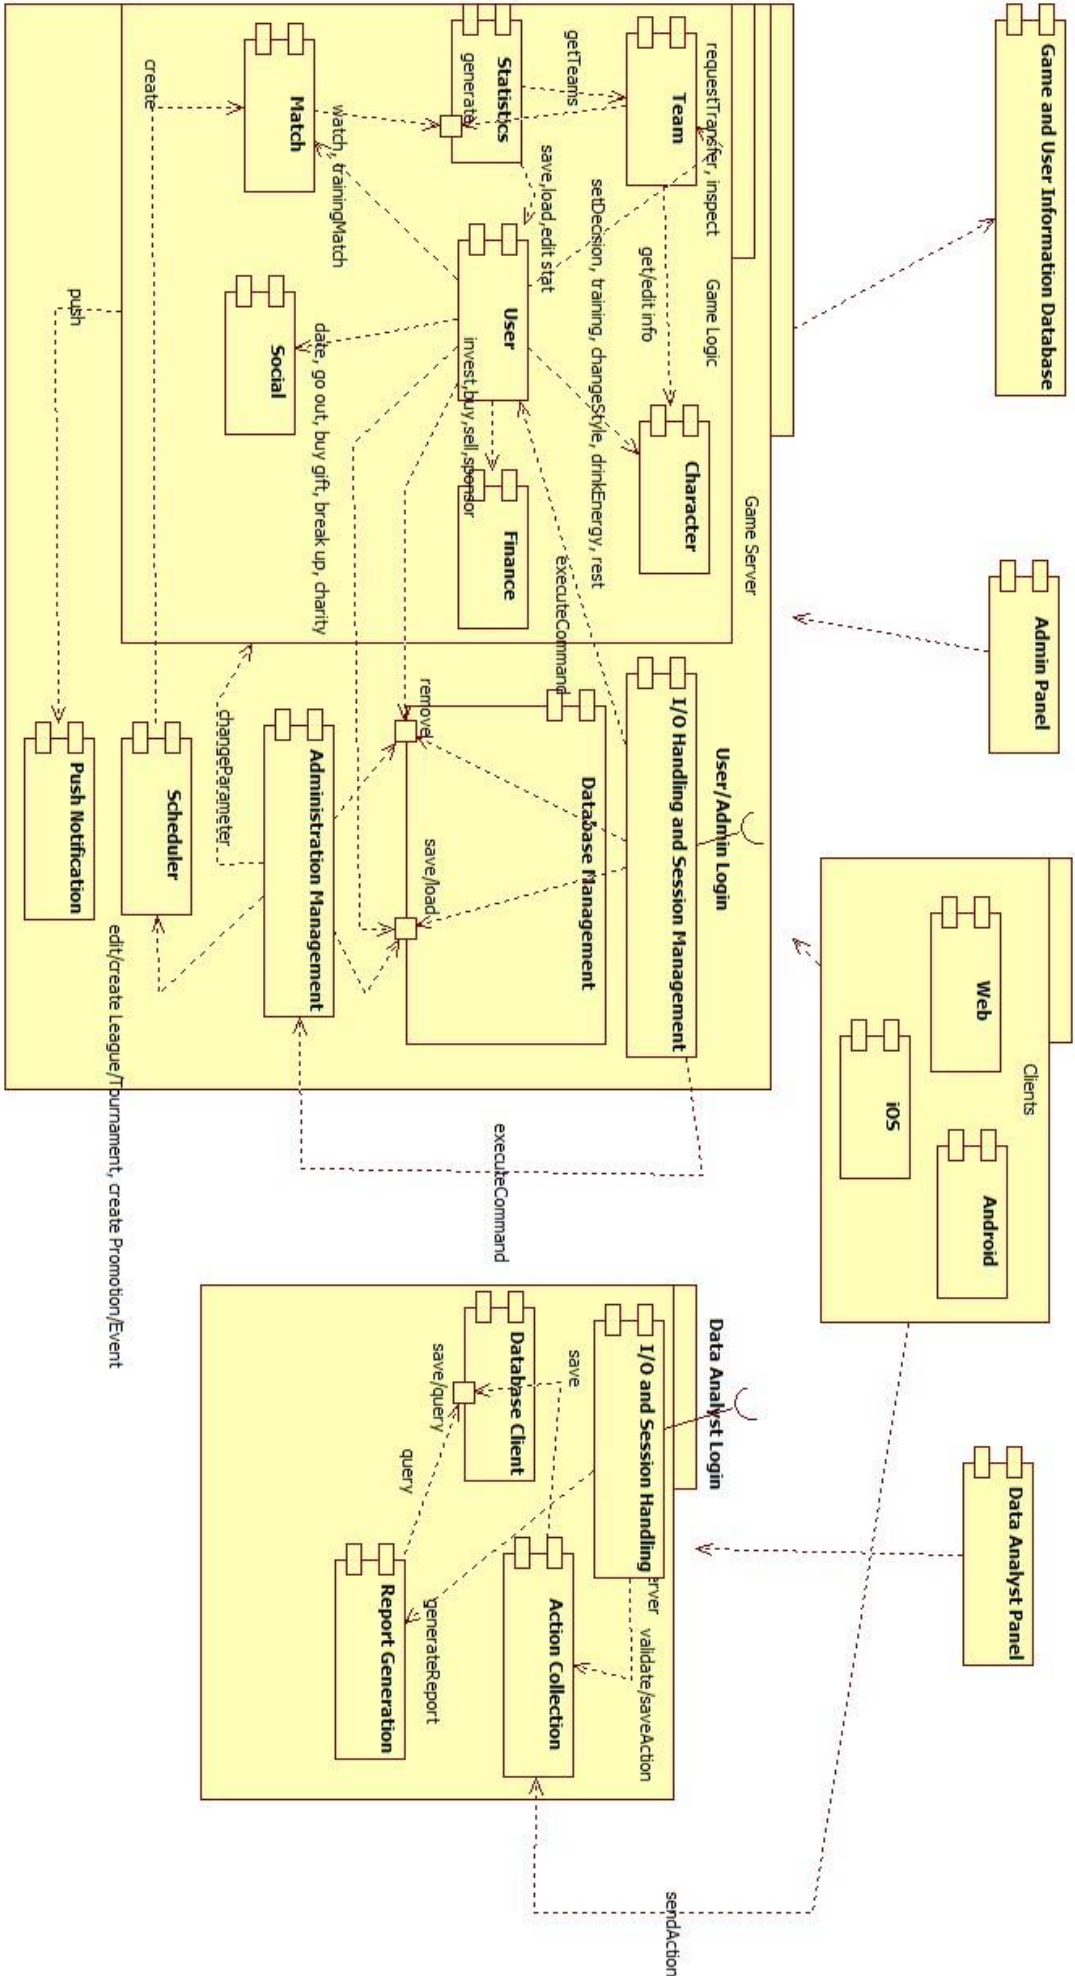 Game and User Information Database
Admin Panel
Data Analyst Panel
Clients
Web
iOS
Android
sendAction
Game Server
Game Logic
requestTransfer, inspect
Team
getTeams
Statistics
generate
save,load,edit stat
get/edit info
setDecision, training, changeStyle, drinkEnergy, rest
Character
User
executeCommand
invest,buy,sell,sponsor
Finance
Match
watch, trainingMatch
create
Social
date, go out, buy gift, break up, charity
push
User/Admin Login
I/O Handling and Session Management
Database Management
remove
save/load
Administration Management
changeParameter
Scheduler
Push Notification
edit/create League/Tournament, create Promotion/Event
executeCommand
Data Analyst Login
I/O and Session Handling
erver
validate/saveAction
save
Database Client
save/query
query
Action Collection
generateReport
Report Generation